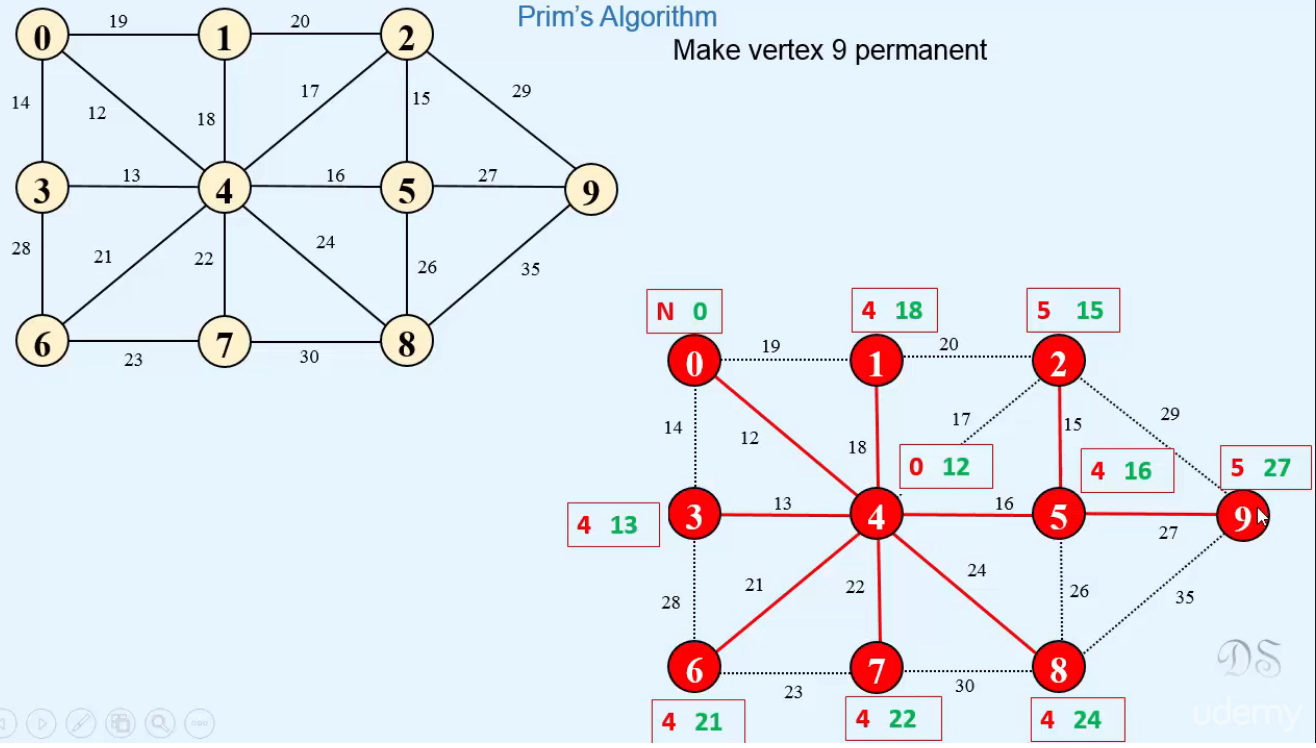 Prim's Algorithm
Make vertex 9 permanent
19 20
0 1 2
14 12 18 17 15 29
13 16 27
3 4 5 9
28 21 22 24 26 35
6 7 8
23 30
N 0 4 18 5 15
19 20
0 1 2
14 12 18 17 15 29
0 12 4 16 5 27
4 13 3 13 4 16 5 27 9
28 21 22 24 26 35
6 7 8
23 30
4 21 4 22 4 24
DS
udemy